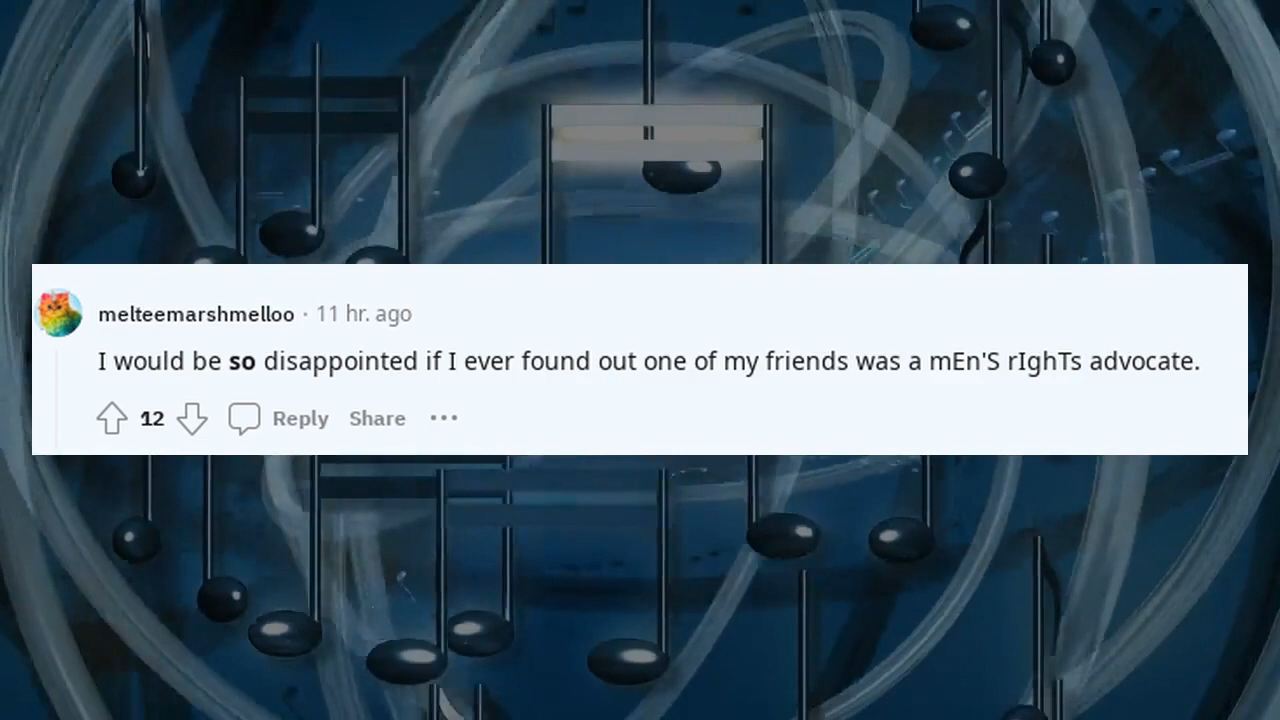 melteemarshmelloo · 11 hr. ago
I would be so disappointed if I ever found out one of my friends was a mEn'S rIghTs advocate.
12 Reply Share ···